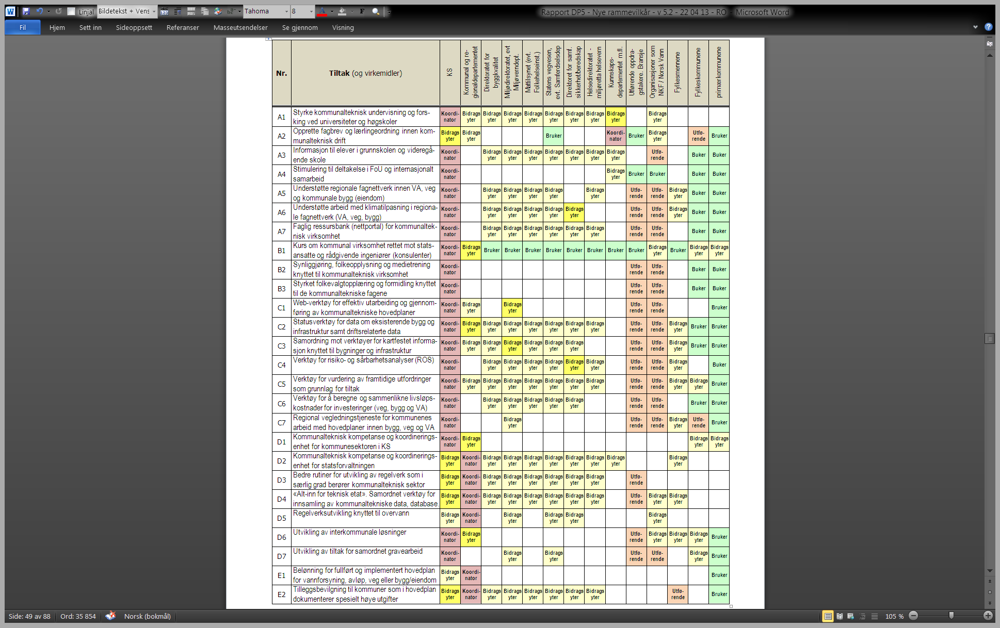 Linjal Bildetekst + Vens Tahoma 8 F Rapport DP5 - Nye rammevilkår - v 5.2 - 22 04 13 - RO - Microsoft Word
Fil Hjem Sett inn Sideoppsett Referanser Masseutsendelser Se gjennom Visning
Nr. Tiltak (og virkemidler)
KS
Kommunal og re-
gionaldepartementet
Direktoratet for
byggkvalitet
Miljødirektoratet, evt
Miljøverndept.
Mattilsynet (evt.
Folkehelseinst.)
Statens vegvesen,
evt. Samferdselsdep
Direktoret for samf.
sikkerhet/beredskap
Helsedirektoratet -
miljøretta helsevern
Kunnskaps-
departementet m.fl.
Utførende oppdra-
gstakere. Bransje
Organisasjoner som
NKF / Norsk Vann
Fylkesmennene
Fylkeskommunene
primærkommunene
A1 Styrke kommunalteknisk undervisning og fors-
king ved universiteter og høgskoler
Koordi- Bidrags Bidrags Bidrags Bidrags Bidrags Bidrags Bidrags Bidrags Bidrags
nator yter yter yter yter yter yter yter yter yter
A2 Opprette fagbrev og lærlingeordning innen kom-
munalteknisk drift
Bidrags Bidrags Bruker Koordi- Bruker Bidrags Utfø- Bruker
yter yter nator yter rende
A3 Informasjon til elever i grunnskolen og videregå-
ende skole
Koordi- Bidrags Bidrags Bidrags Bidrags Bidrags Bidrags Bidrags Utfø- Buker Buker
nator yter yter yter yter yter yter yter rende
A4 Stimulering til deltakelse i FoU og internasjonalt
samarbeid
Koordi- Bidrags Bruker Bruker Buker Buker
nator yter
A5 Understøtte regionale fagnettverk innen VA, veg
og kommunale bygg (eiendom)
Koordi- Bidrags Bidrags Bidrags Bidrags Bidrags Utfø- Utfø- Bidrags Buker Buker
nator yter yter yter yter yter rende rende yter
A6 Understøtte arbeid med klimatilpasning i regiona-
le fagnettverk (VA, veg, bygg)
Koordi- Bidrags Bidrags Bidrags Bidrags Bidrags Utfø- Utfø- Bidrags Buker Buker
nator yter yter yter yter yter rende rende yter
A7 Faglig ressursbank (nettportal) for kommunaltek-
nisk virksomhet
Koordi- Bidrags Bidrags Bidrags Bidrags Bidrags Bidrags Utfø- Utfø- Buker Buker
nator yter yter yter yter yter yter rende rende
B1 Kurs om kommunal virksomhet rettet mot stats-
ansatte og rådgivende ingeniører (konsulenter)
Koordi- Bidrags Bruker Bruker Bruker Bruker Bruker Bruker Bruker Bruker Bidrags Bruker Bidrags Bidrags
nator yter yter yter yter
B2 Synliggjøring, folkeopplysning og medietrening
knyttet til kommunalteknisk virksomhet
Koordi- Utfø- Utfø- Buker Buker
nator rende rende
B3 Styrket folkevalgtopplæring og formidling knyttet
til de kommunaltekniske fagene
Koordi- Utfø- Utfø- Buker Buker
nator rende rende
C1 Web-verktøy for effektiv utarbeiding og gjennom-
føring av kommunaltekniske hovedplaner
Koordi- Bidrags Bidrags Utfø- Utfø- Bruker
nator yter yter rende rende
C2 Statusverktøy for data om eksisterende bygg og
infrastruktur samt driftsrelaterte data
Koordi- Bidrags Bidrags Bidrags Bidrags Bidrags Bidrags Bidrags Utfø- Utfø- Bidrags Bruker Bruker
nator yter yter yter yter yter yter yter rende rende yter
C3 Samordning mot verktøyer for kartfestet informa-
sjon knyttet til bygninger og infrastruktur
Koordi- Bidrags Bidrags Bidrags Bidrags Bidrags Bidrags Utfø- Utfø- Bidrags Bruker Bruker
nator yter yter yter yter yter yter rende rende yter
C4 Verktøy for risiko- og sårbarhetsanalyser (ROS)
Koordi- Bidrags Bidrags Bidrags Bidrags Bidrags Bidrags Utfø- Utfø- Bidrags Buker
nator yter yter yter yter yter yter rende rende yter
C5 Verktøy for vurdering av framtidige utfordringer
som grunnlag for tiltak
Koordi- Bidrags Bidrags Bidrags Bidrags Bidrags Bidrags Bidrags Utfø- Utfø- Bidrags Bidrags Bruker
nator yter yter yter yter yter yter yter rende rende yter yter
C6 Verktøy for å beregne og sammenlikne livsløps-
kostnader for investeringer (veg, bygg og VA)
Koordi- Bidrags Bidrags Bidrags Bidrags Bidrags Utfø- Utfø- Bruker Bruker
nator yter yter yter yter yter rende rende
C7 Regional vegledningstjeneste for kommunenes
arbeid med hovedplaner innen bygg, veg og VA
Koordi- Bidrags Utfø- Utfø- Bidrags Utfø- Bruker
nator yter rende rende yter rende
D1 Kommunalteknisk kompetanse og koordinerings-
enhet for kommunesektoren i KS
Koordi- Bidrags Bidrags Bidrags
nator yter yter yter
D2 Kommunalteknisk kompetanse og koordinerings-
enhet for statsforvaltningen
Bidrags Koordi- Bidrags Bidrags Bidrags Bidrags Bidrags Bidrags Bidrags Bidrags
yter nator yter yter yter yter yter yter yter yter
D3 Bedre rutiner for utvikling av regelverk som i
særlig grad berører kommunalteknisk sektor
Bidrags Koordi- Bidrags Bidrags Bidrags Bidrags Bidrags Bidrags Utfø-
yter nator yter yter yter yter yter yter rende
D4 «Alt-inn for teknisk etat». Samordnet verktøy for
innsamling av kommunaltekniske data, database.
Bidrags Koordi- Bidrags Bidrags Bidrags Bidrags Bidrags Bidrags Utfø- Bidrags Bidrags
yter nator yter yter yter yter yter yter rende yter yter
D5 Regelverksutvikling knyttet til overvann
Bidrags Koordi- Bidrags Bidrags Bidrags Bidrags
yter nator yter yter yter yter
D6 Utvikling av interkommunale løsninger
Koordi- Bidrags Utfø- Bidrags Bidrags Bidrags Bruker
nator yter rende yter yter yter
D7 Utvikling av tiltak for samordnet gravearbeid
Koordi- Bidrags Bidrags Utfø- Utfø- Bidrags Bruker
nator yter yter rende rende yter
E1 Belønning for fullført og implementert hovedplan
for vannforsyning, avløp, veg eller bygg/eiendom
Bidrags Koordi- Bruker
yter nator
E2 Tilleggsbevilgning til kommuner som i hovedplan
dokumenterer spesielt høye utgifter
Bidrags Koordi- Bidrags Bidrags Bidrags Bidrags Bidrags Bidrags Utfø- Bruker
yter nator yter yter yter yter yter yter rende
Side: 49 av 88 Ord: 35 854 Norsk (bokmål) 105 %